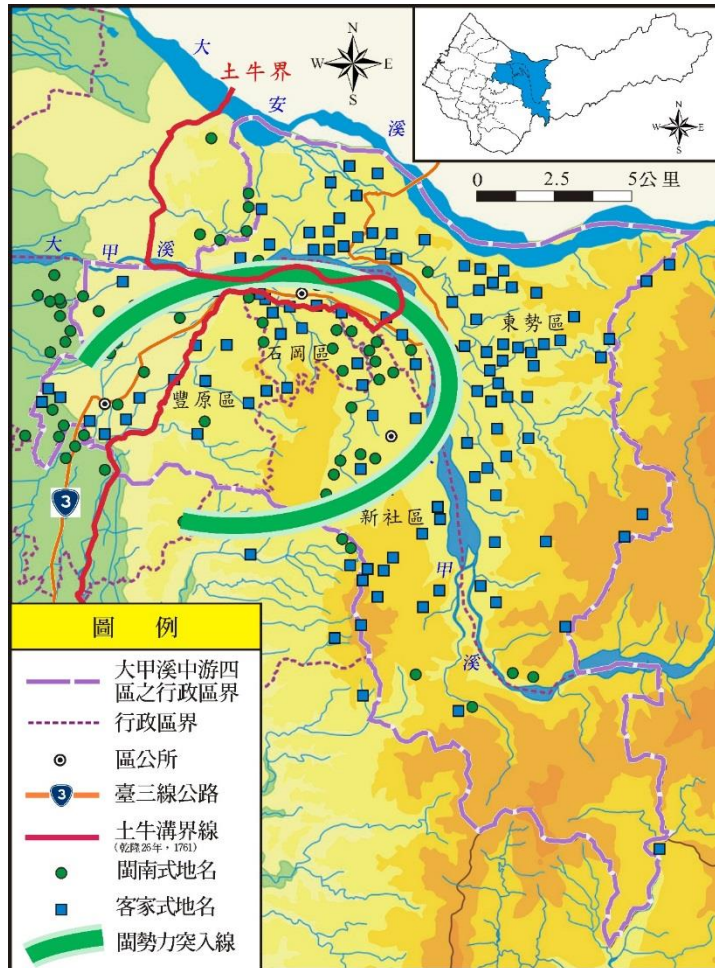 大
安
溪
土牛界
N
W
E
S
N
W
E
S
0
2.5
5公里
大
甲
溪
東勢區
石岡區
豐原區
3
新社區
甲
溪
圖 例
大甲溪中游四
區之行政區界
行政區界
區公所
3
臺三線公路
土牛溝界線
(乾隆26年，1761)
閩南式地名
客家式地名
閩勢力突入線